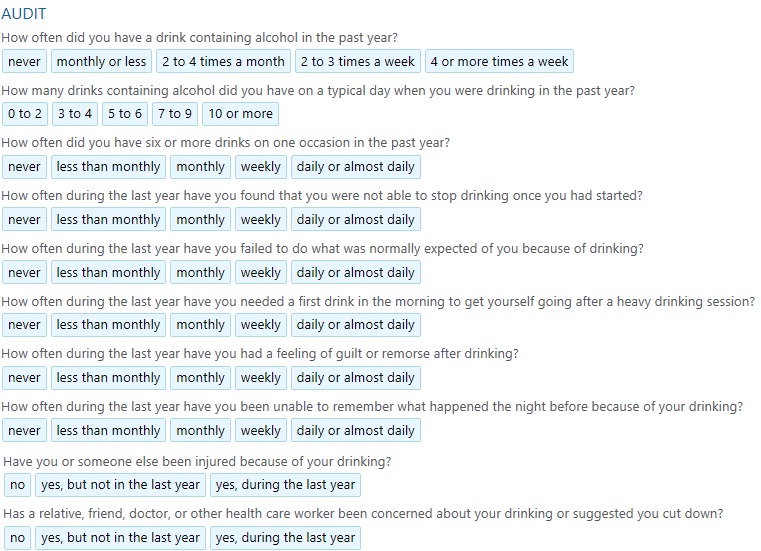 AUDIT
How often did you have a drink containing alcohol in the past year?
never monthly or less 2 to 4 times a month 2 to 3 times a week 4 or more times a week
How many drinks containing alcohol did you have on a typical day when you were drinking in the past year?
0 to 2 3 to 4 5 to 6 7 to 9 10 or more
How often did you have six or more drinks on one occasion in the past year?
never less than monthly monthly weekly daily or almost daily
How often during the last year have you found that you were not able to stop drinking once you had started?
never less than monthly monthly weekly daily or almost daily
How often during the last year have you failed to do what was normally expected of you because of drinking?
never less than monthly monthly weekly daily or almost daily
How often during the last year have you needed a first drink in the morning to get yourself going after a heavy drinking session?
never less than monthly monthly weekly daily or almost daily
How often during the last year have you had a feeling of guilt or remorse after drinking?
never less than monthly monthly weekly daily or almost daily
How often during the last year have you been unable to remember what happened the night before because of your drinking?
never less than monthly monthly weekly daily or almost daily
Have you or someone else been injured because of your drinking?
no yes, but not in the last year yes, during the last year
Has a relative, friend, doctor, or other health care worker been concerned about your drinking or suggested you cut down?
no yes, but not in the last year yes, during the last year